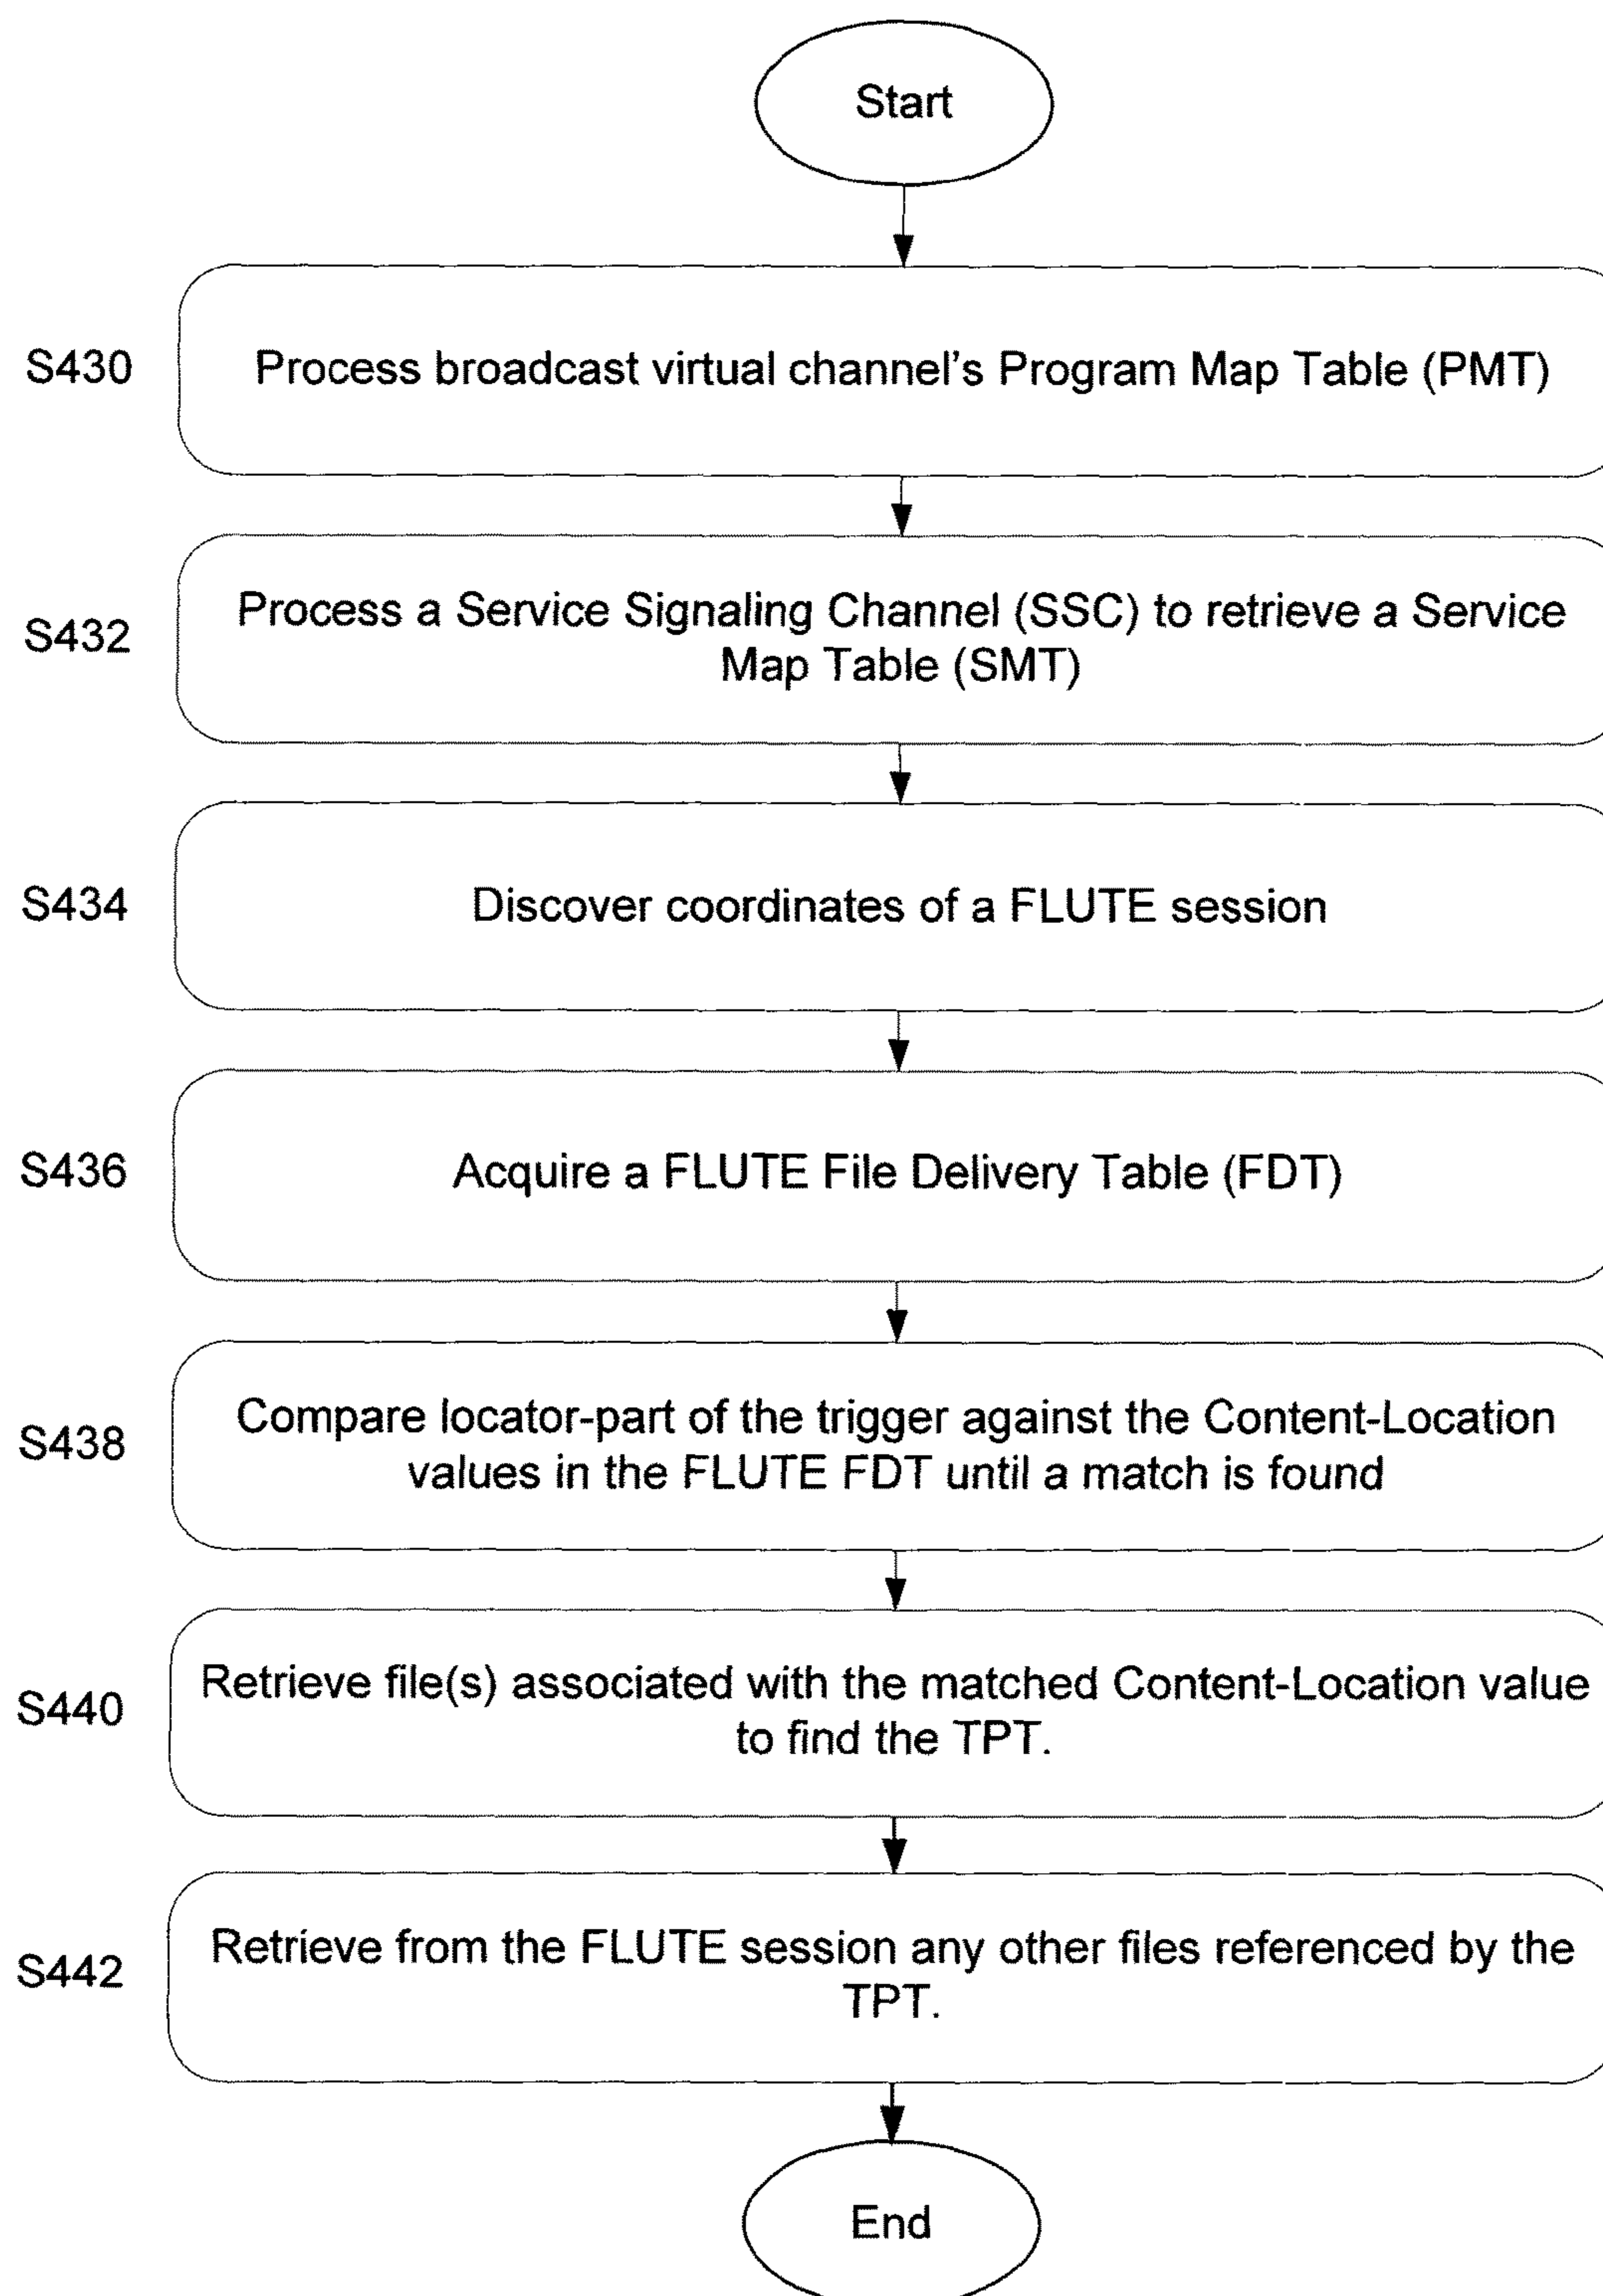 Start
S430
Process broadcast virtual channel's Program Map Table (PMT)
S432
Process a Service Signaling Channel (SSC) to retrieve a Service
Map Table (SMT)
S434
Discover coordinates of a FLUTE session
S436
Acquire a FLUTE File Delivery Table (FDT)
S438
Compare locator-part of the trigger against the Content-Location
values in the FLUTE FDT until a match is found
S440
Retrieve file(s) associated with the matched Content-Location value
to find the TPT.
S442
Retrieve from the FLUTE session any other files referenced by the
TPT.
End